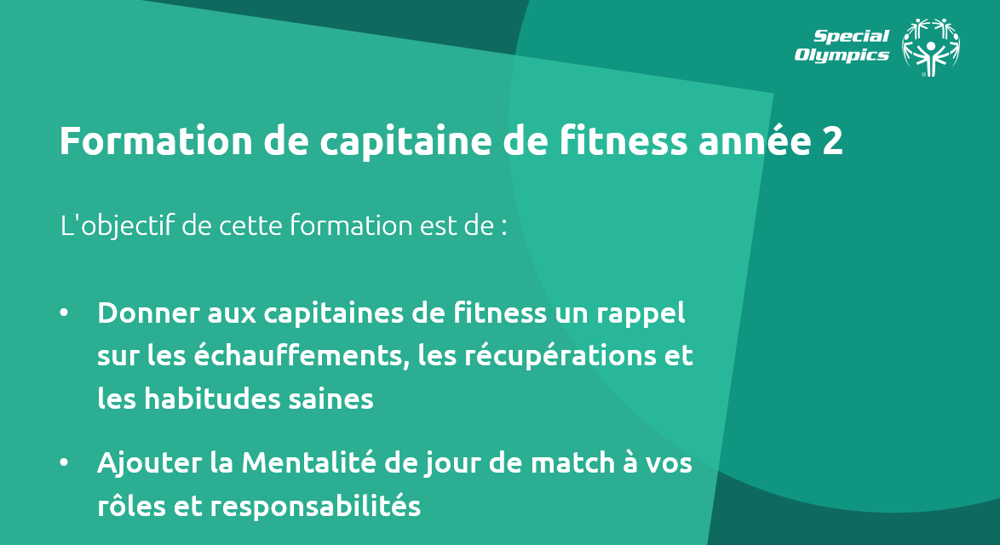 Special
Olympics
Formation de capitaine de fitness année 2
L'objectif de cette formation est de :
• Donner aux capitaines de fitness un rappel
sur les échauffements, les récupérations et
les habitudes saines
• Ajouter la Mentalité de jour de match à vos
rôles et responsabilités